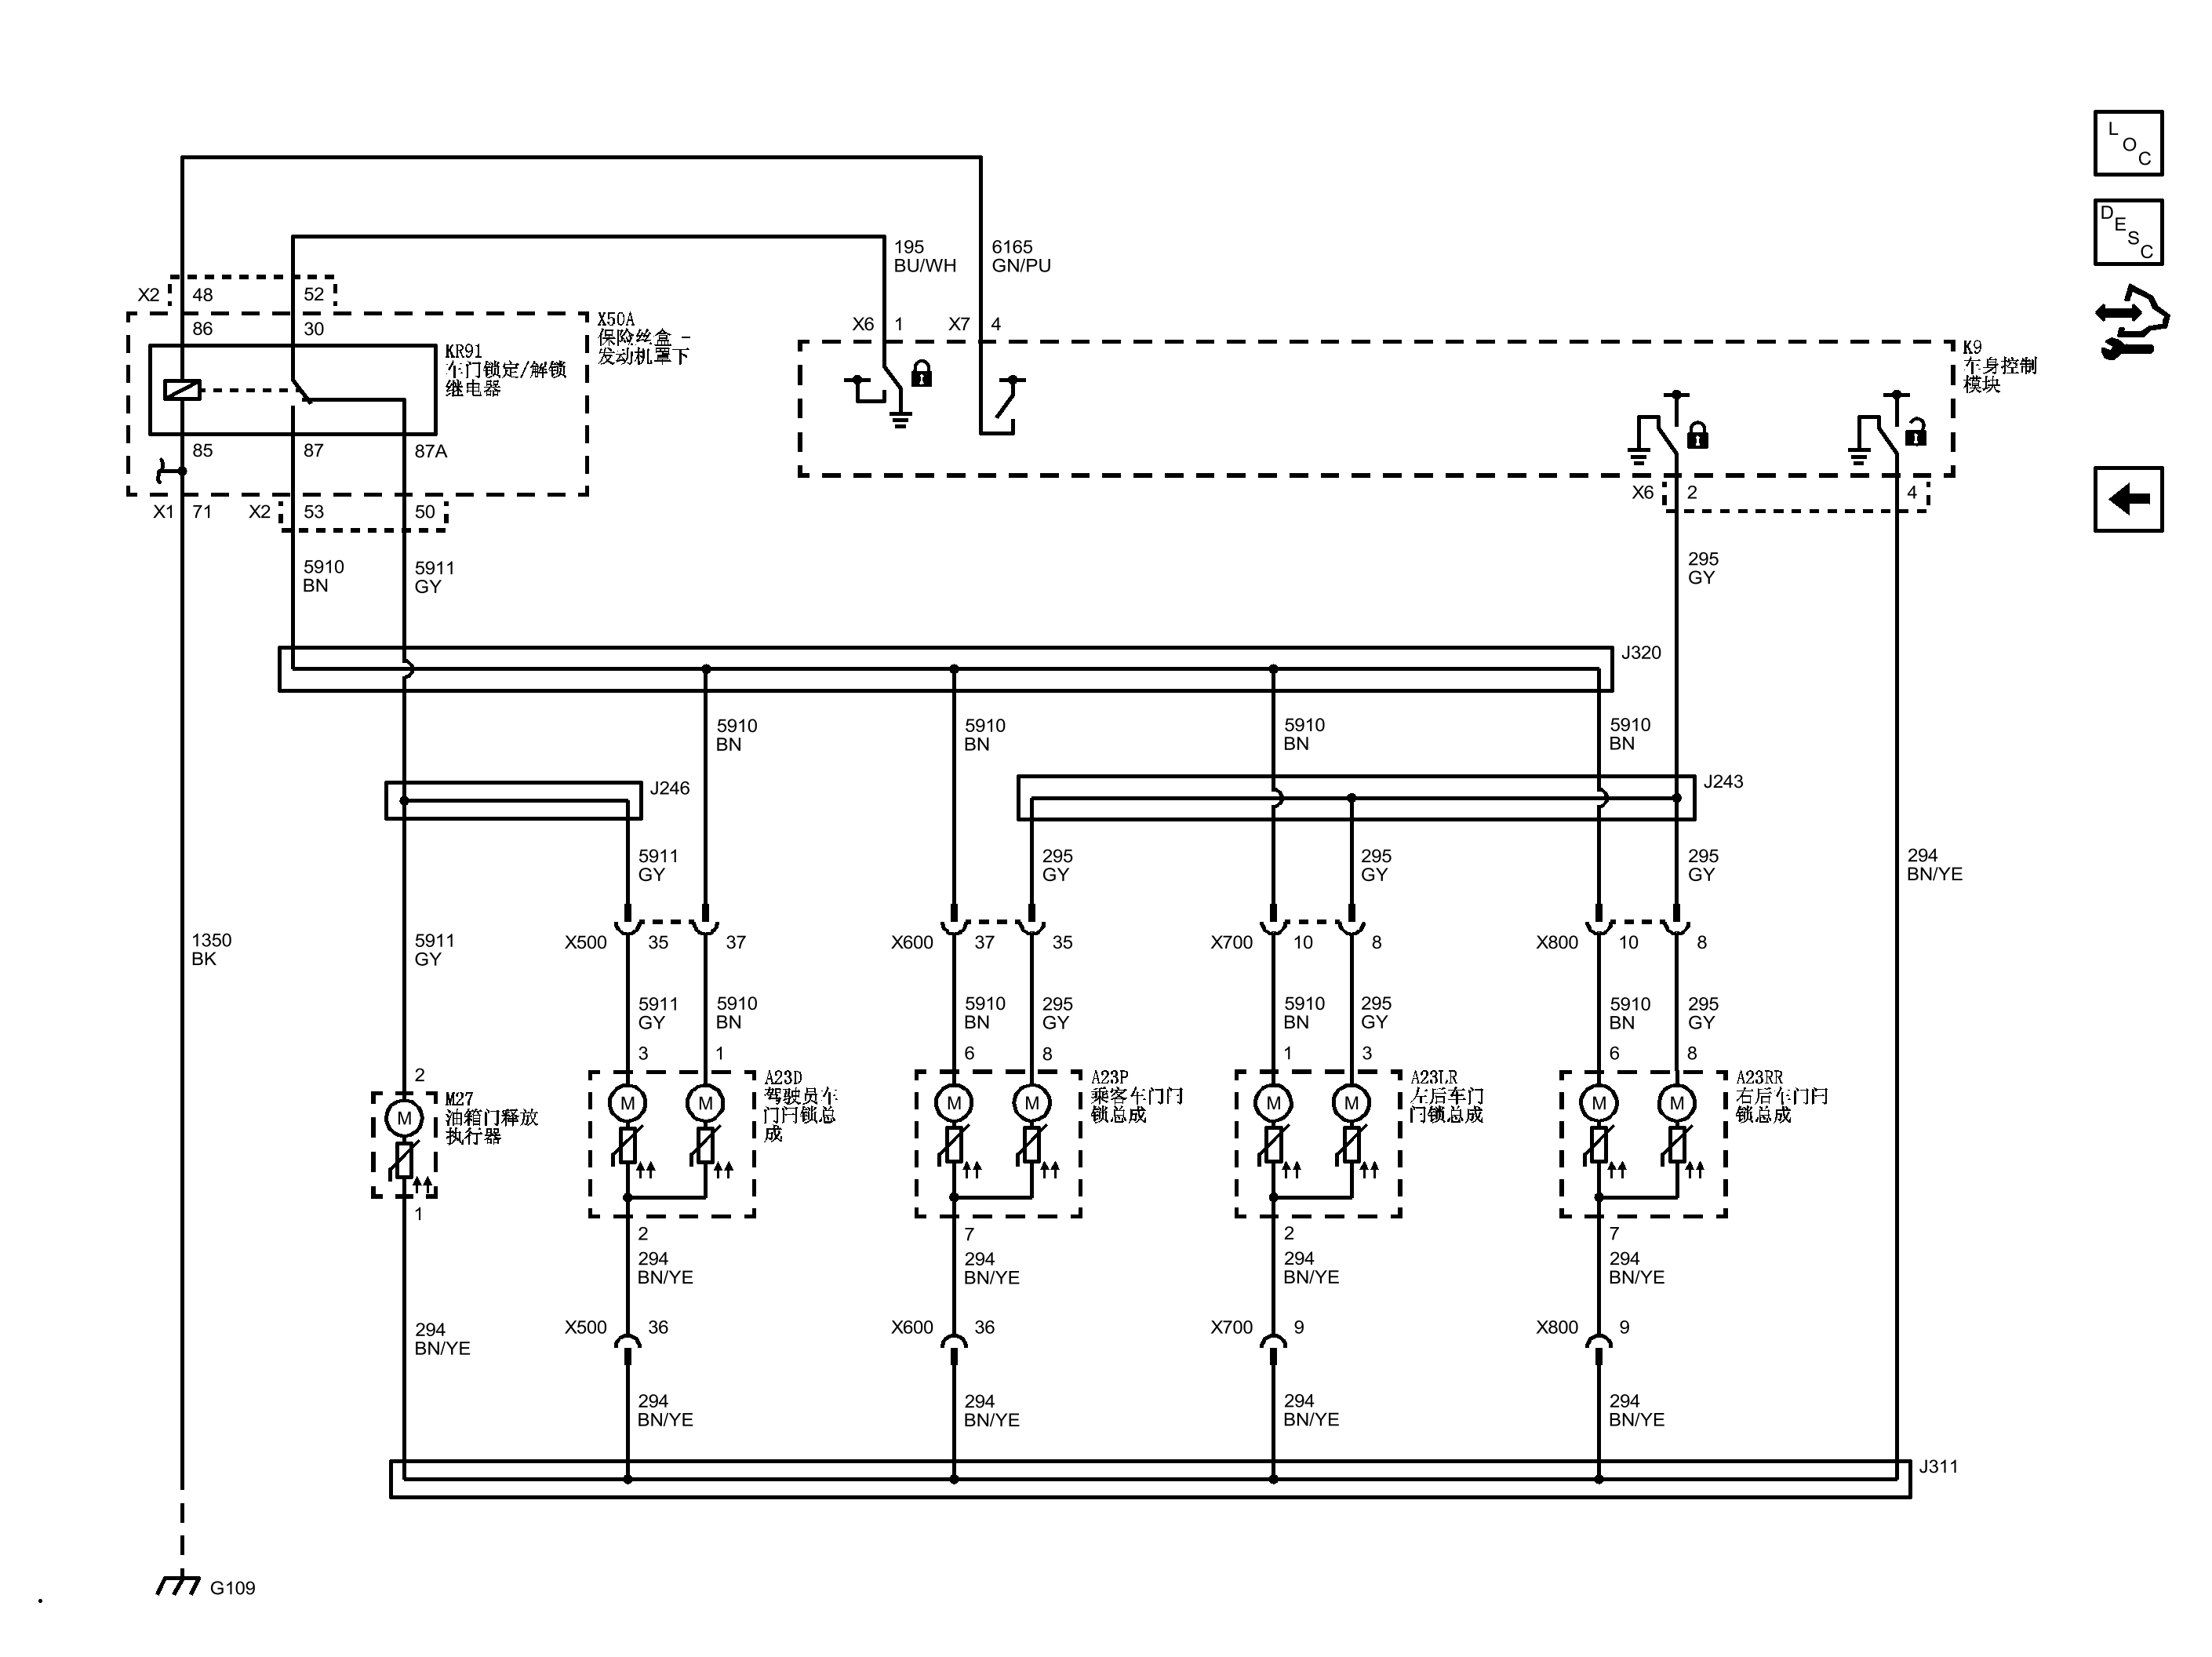 L
O
C
D
E
S
C
195
BU/WH
6165
GN/PU
X2
48
52
86
30
X50A
保险丝盒 -
发动机罩下
KR91
车门锁定/解锁
继电器
X6
1
X7
4
K9
车身控制
模块
85
87
87A
X1
71
X2
53
50
X6
2
4
5910
BN
5911
GY
295
GY
J320
5910
BN
5910
BN
5910
BN
5910
BN
J246
J243
5911
GY
295
GY
295
GY
295
GY
294
BN/YE
1350
BK
5911
GY
X500
35
37
X600
37
35
X700
10
8
X800
10
8
5911
GY
5910
BN
5910
BN
295
GY
5910
BN
295
GY
5910
BN
295
GY
2
3
1
6
8
1
3
6
8
M27
油箱门释放
执行器
A23D
驾驶员车
门闩锁总
成
A23P
乘客车门闩
锁总成
A23LR
左后车门
闩锁总成
A23RR
右后车门闩
锁总成
M
M
M
M
M
M
M
M
M
1
2
7
2
7
294
BN/YE
294
BN/YE
294
BN/YE
294
BN/YE
294
BN/YE
X500
36
X600
36
X700
9
X800
9
294
BN/YE
294
BN/YE
294
BN/YE
294
BN/YE
J311
G109